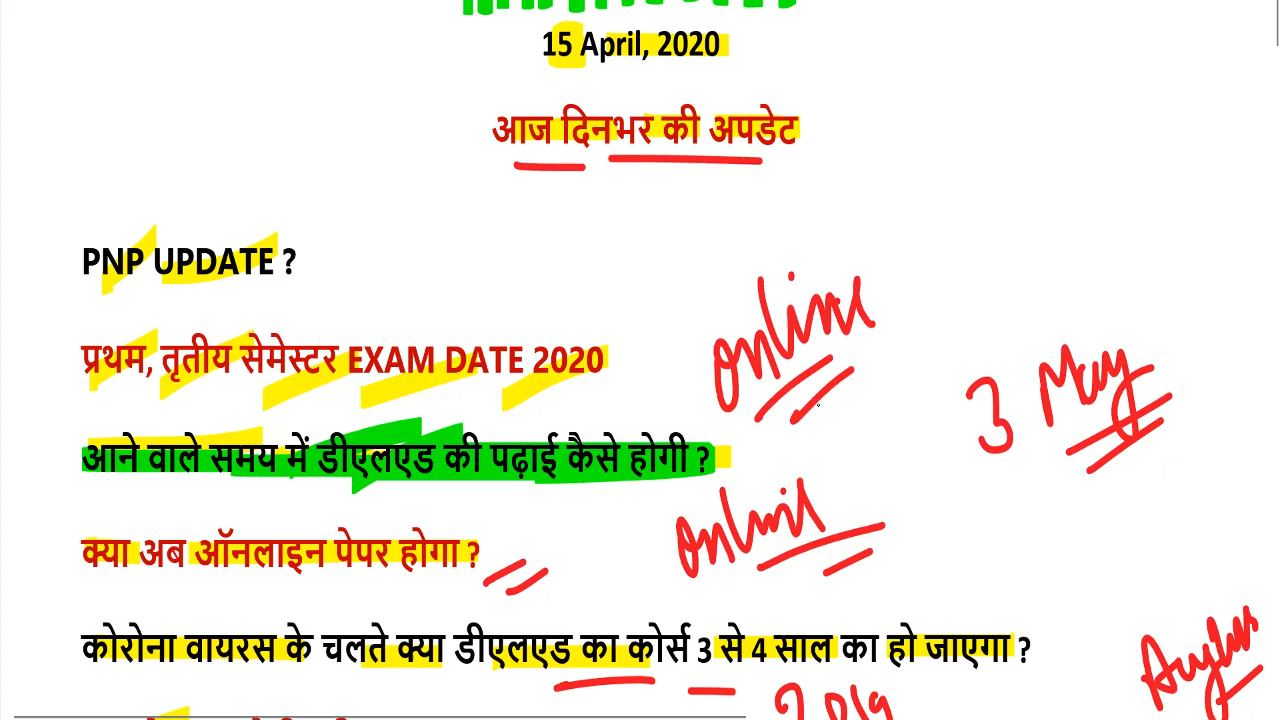 15 April, 2020
आज दिनभर की अपडेट
PNP UPDATE ?
प्रथम, तृतीय सेमेस्टर EXAM DATE 2020
online
3 May
आने वाले समय में डीएलएड की पढ़ाई कैसे होगी ?
क्या अब ऑनलाइन पेपर होगा ?
कोरोना वायरस के चलते क्या डीएलएड का कोर्स 3 से 4 साल का हो जाएगा ?
2019